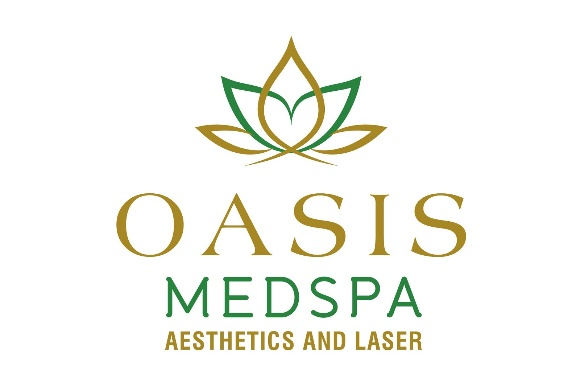 OASIS
MEDSPA
AESTHETICS AND LASER